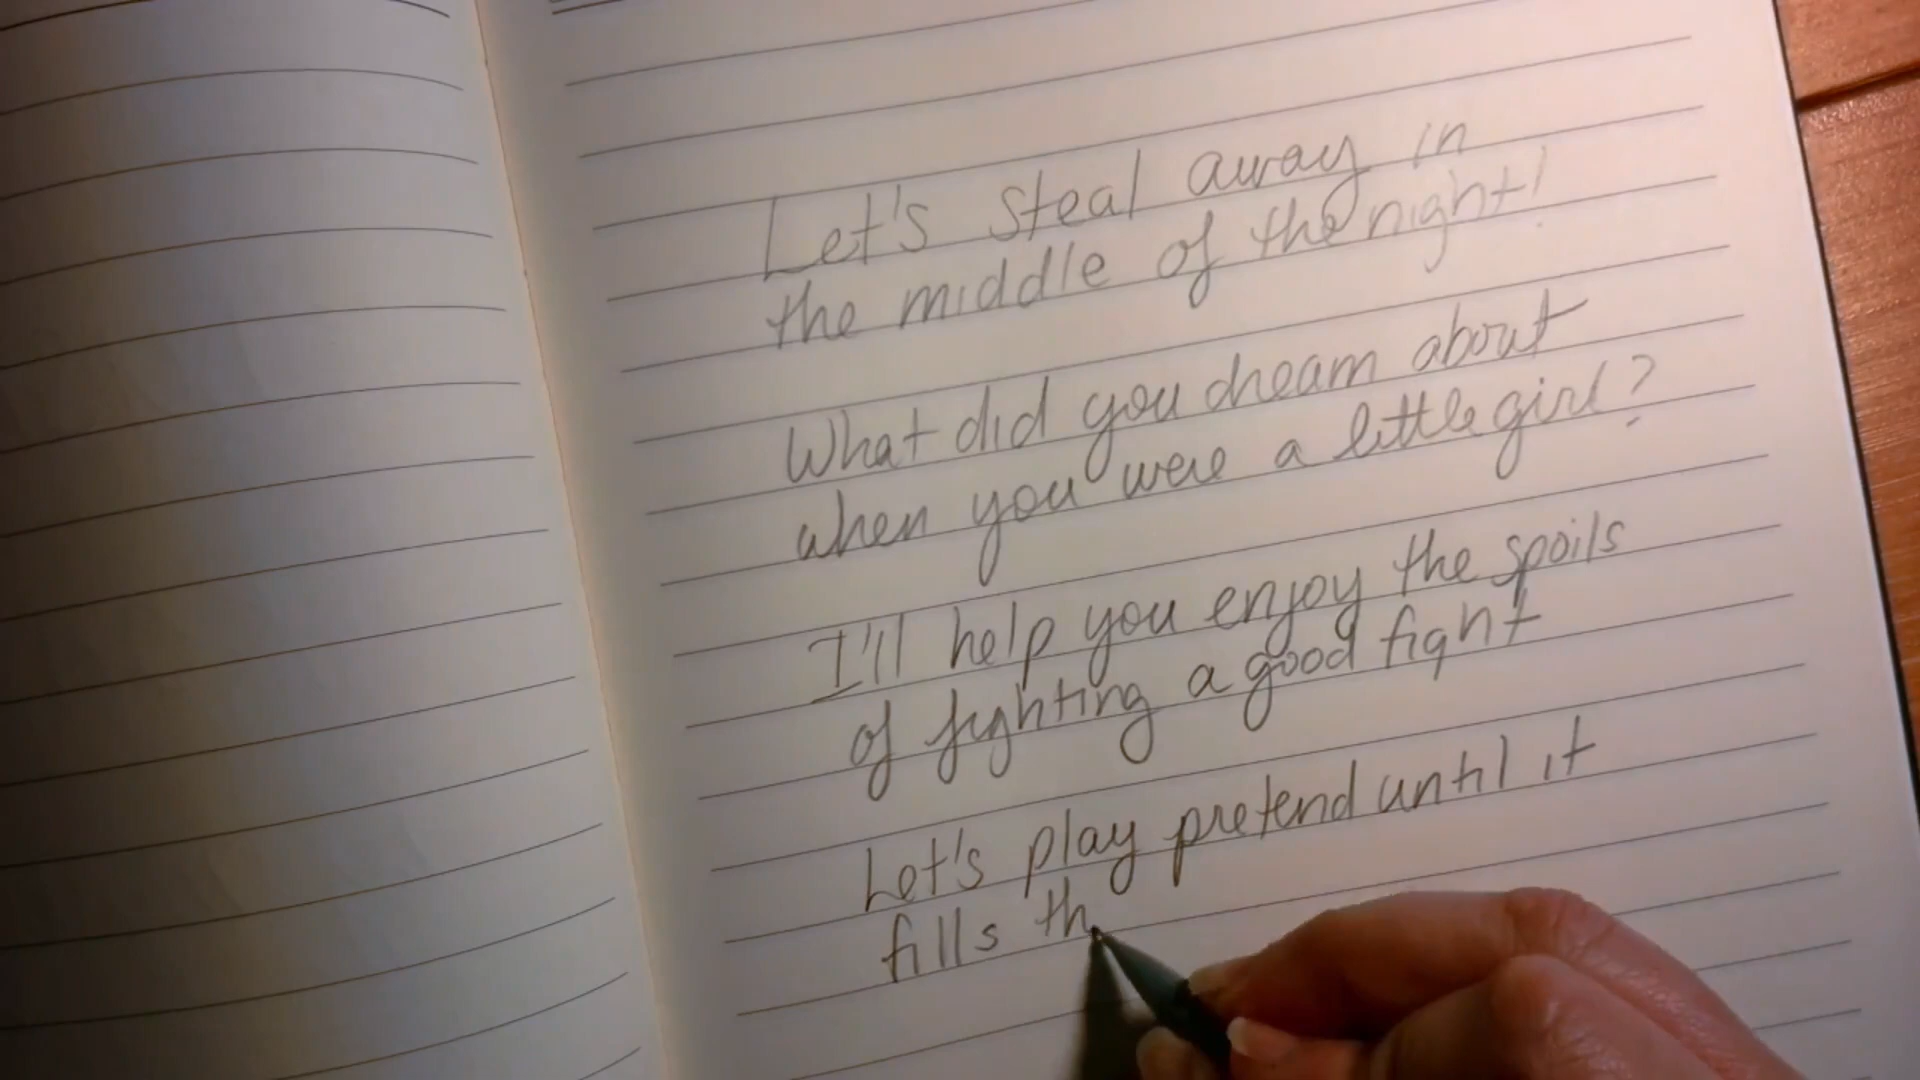 Let's steal away in
the middle of the night!
What did you dream about
when you were a little girl?
I'll help you enjoy the spoils
of fighting a good fight
Let's play pretend until it
fills th